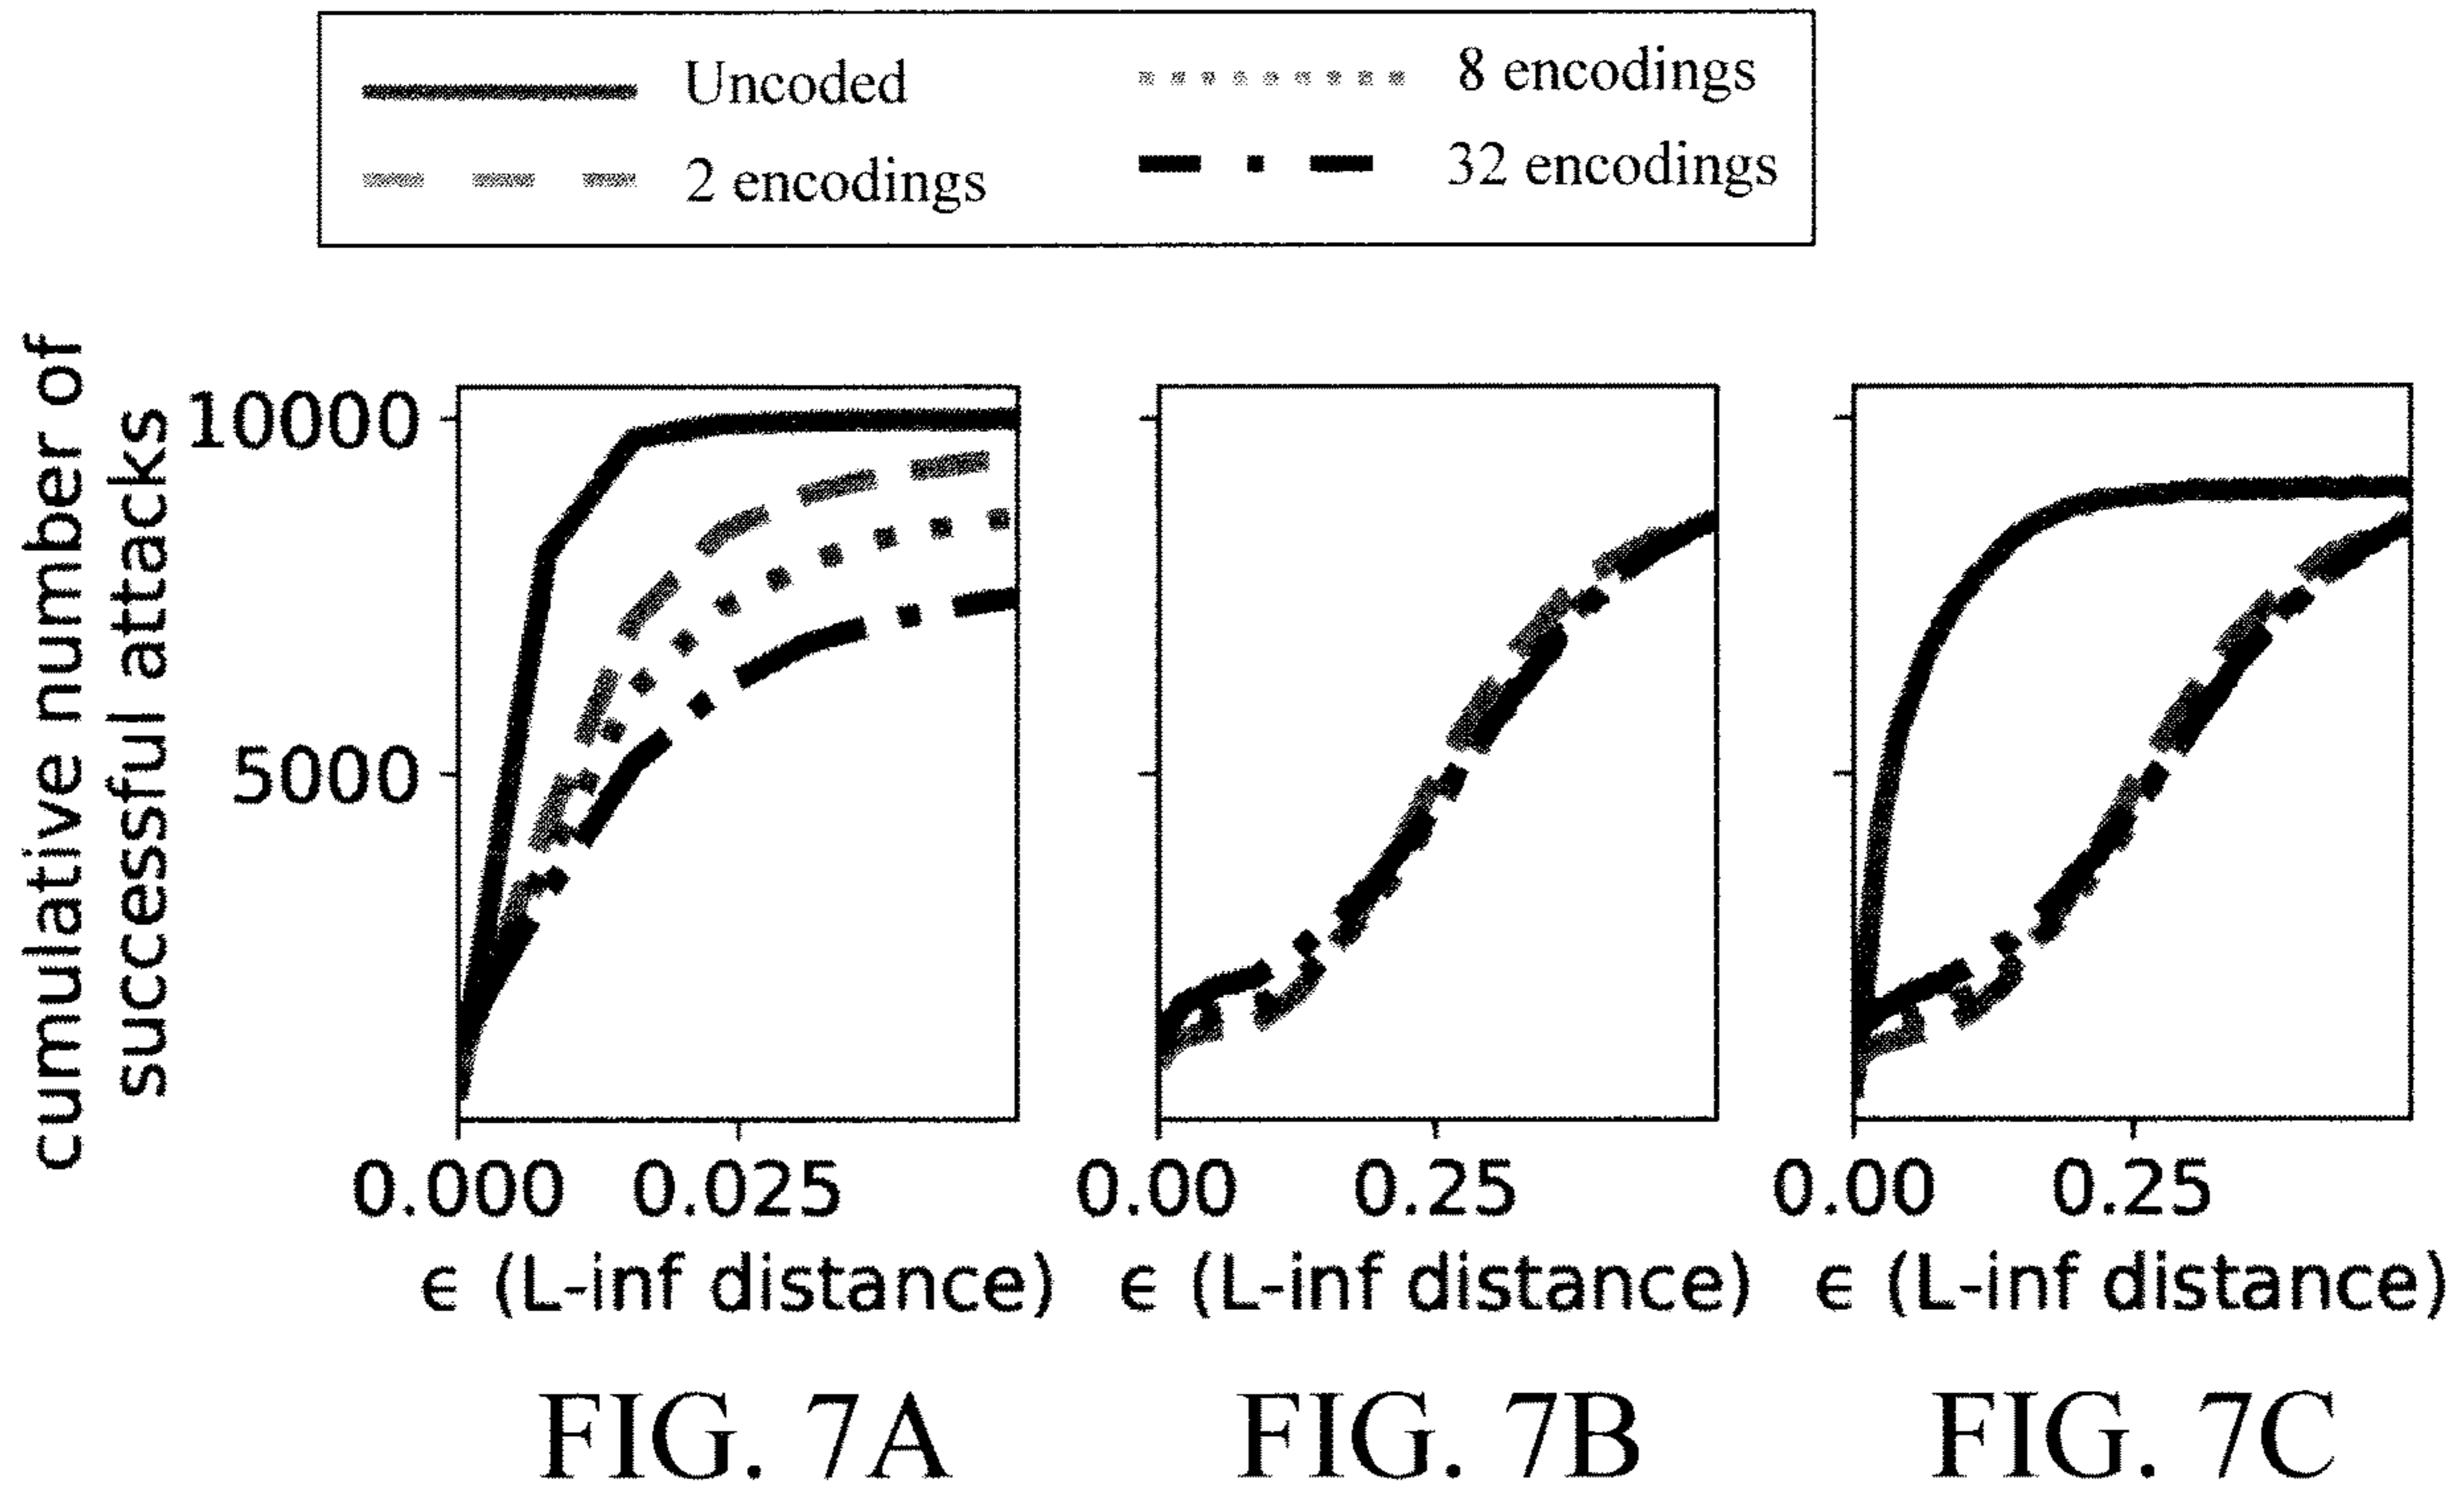 Uncoded
8 encodings
2 encodings
32 encodings
cumulative number of
successful attacks
10000
5000
0.000 0.025 0.00 0.25 0.00 0.25
ϵ (L-inf distance) ϵ (L-inf distance) ϵ (L-inf distance)
FIG. 7A FIG. 7B FIG. 7C